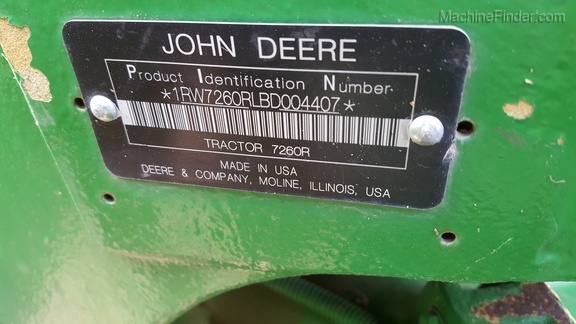 MachineFinder.com
JOHN DEERE
Product Identification Number
*1RW7260RLBD004407*
TRACTOR 7260R
MADE IN USA
DEERE & COMPANY, MOLINE, ILLINOIS, USA